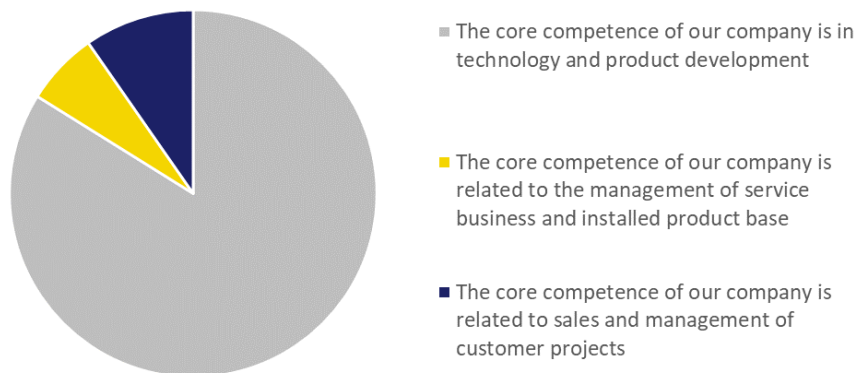 The core competence of our company is in
technology and product development
The core competence of our company is
related to the management of service
business and installed product base
The core competence of our company is
related to sales and management of
customer projects